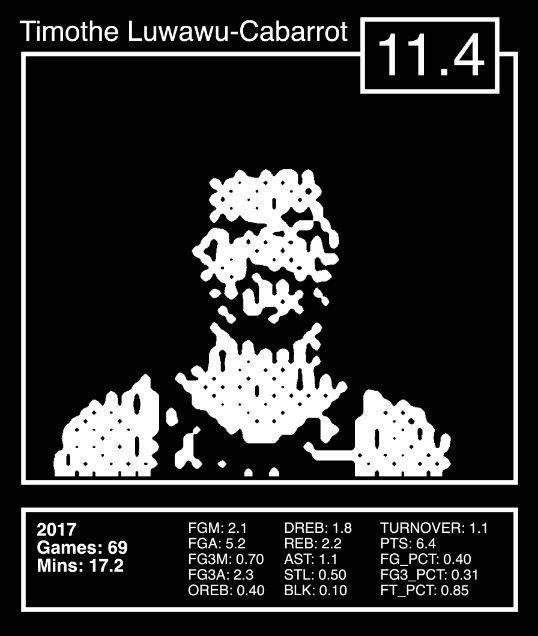 Timothe Luwawu-Cabarrot
11.4
2017
Games: 69
Mins: 17.2
FGM: 2.1
FGA: 5.2
FG3M: 0.70
FG3A: 2.3
OREB: 0.40
DREB: 1.8
REB: 2.2
AST: 1.1
STL: 0.50
BLK: 0.10
TURNOVER: 1.1
PTS: 6.4
FG_PCT: 0.40
FG3_PCT: 0.31
FT_PCT: 0.85